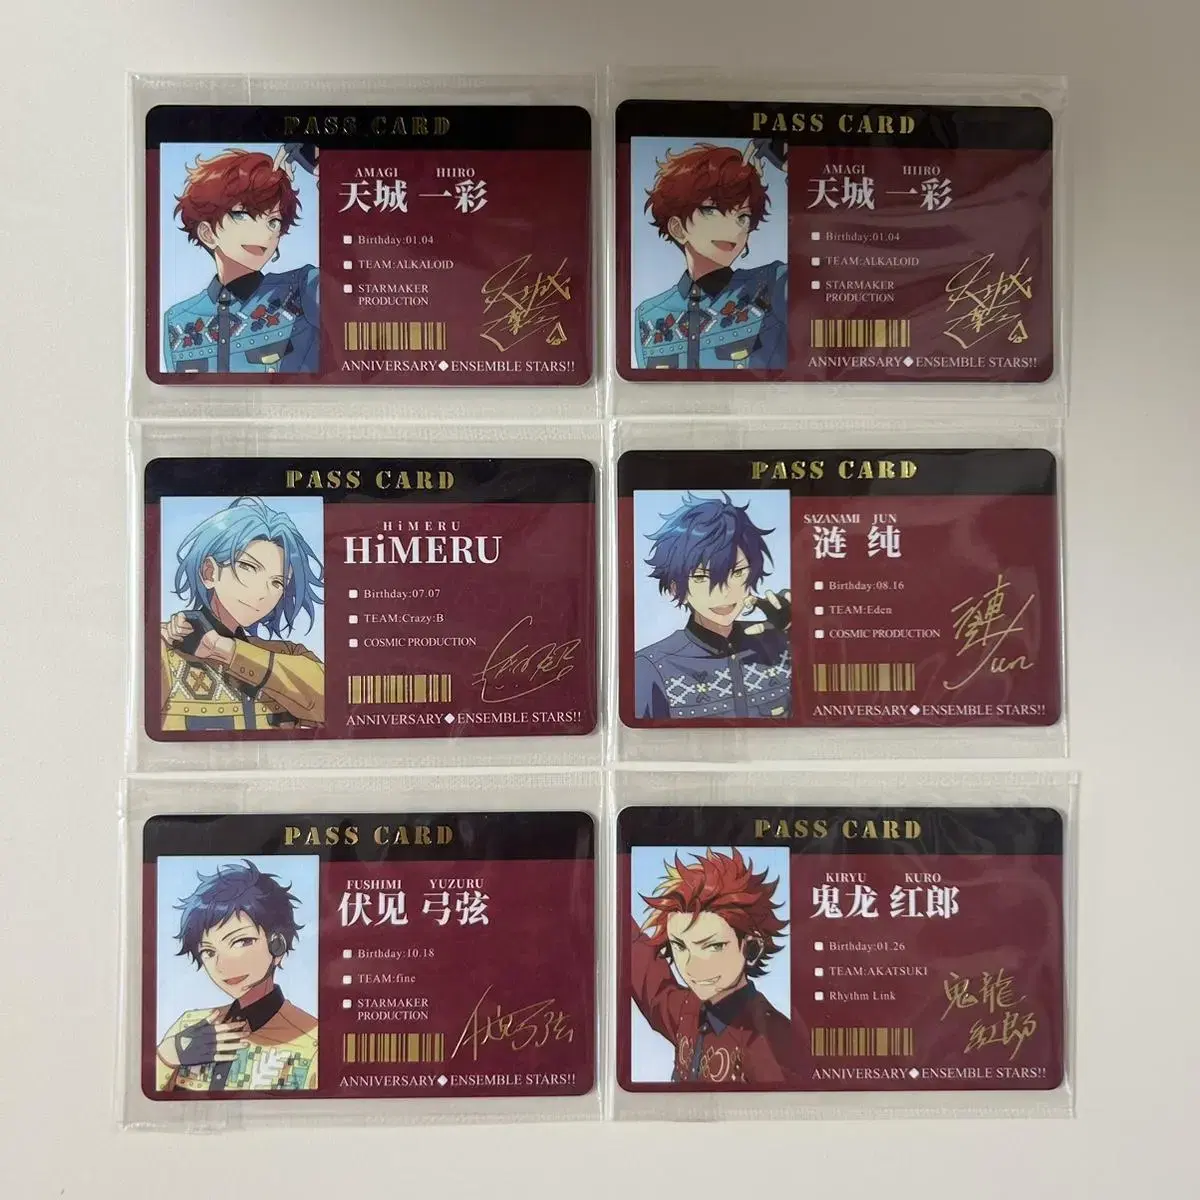 PASS CARD
AMAGI HIIRO
天城 一彩
Birthday:01.04
TEAM:ALKALOID
STARMAKER
PRODUCTION
ANNIVERSARY◆ENSEMBLE STARS!!
PASS CARD
AMAGI HIIRO
天城 一彩
Birthday:01.04
TEAM:ALKALOID
STARMAKER
PRODUCTION
ANNIVERSARY◆ENSEMBLE STARS!!
PASS CARD
HiMERU
HiMERU
Birthday:07.07
TEAM:Crazy:B
COSMIC PRODUCTION
ANNIVERSARY◆ENSEMBLE STARS!!
PASS CARD
SAZANAMI JUN
涟 纯
Birthday:08.16
TEAM:Eden
COSMIC PRODUCTION
漣 Jun
ANNIVERSARY◆ENSEMBLE STARS!!
PASS CARD
FUSHIMI YUZURU
伏见 弓弦
Birthday:10.18
TEAM:fine
STARMAKER
PRODUCTION
ANNIVERSARY◆ENSEMBLE STARS!!
PASS CARD
KIRYU KURO
鬼龙 红郎
Birthday:01.26
TEAM:AKATSUKI
Rhythm Link
鬼龍
紅郎
ANNIVERSARY◆ENSEMBLE STARS!!